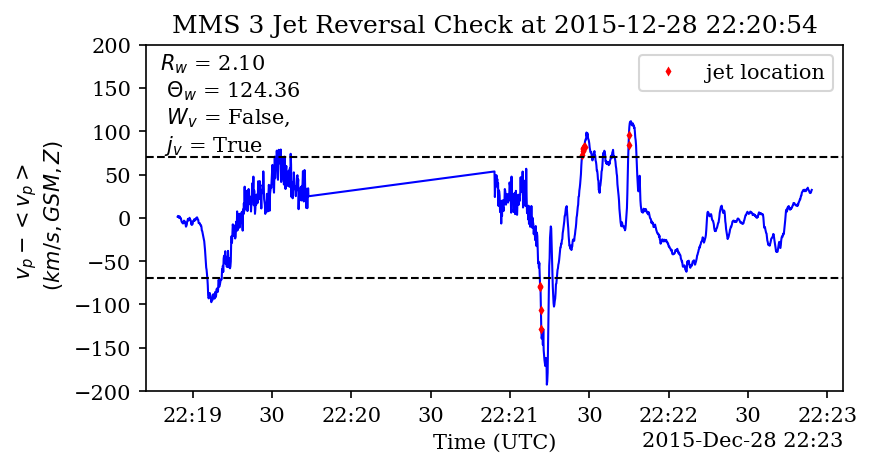 MMS 3 Jet Reversal Check at 2015-12-28 22:20:54
R_w = 2.10
Θ_w = 124.36
W_v = False,
j_v = True
jet location
v_p − < v_p >
(km/s, GSM, Z)
200
150
100
50
0
−50
−100
−150
−200
22:19
30
22:20
30
22:21
30
22:22
30
22:23
Time (UTC)
2015-Dec-28 22:23